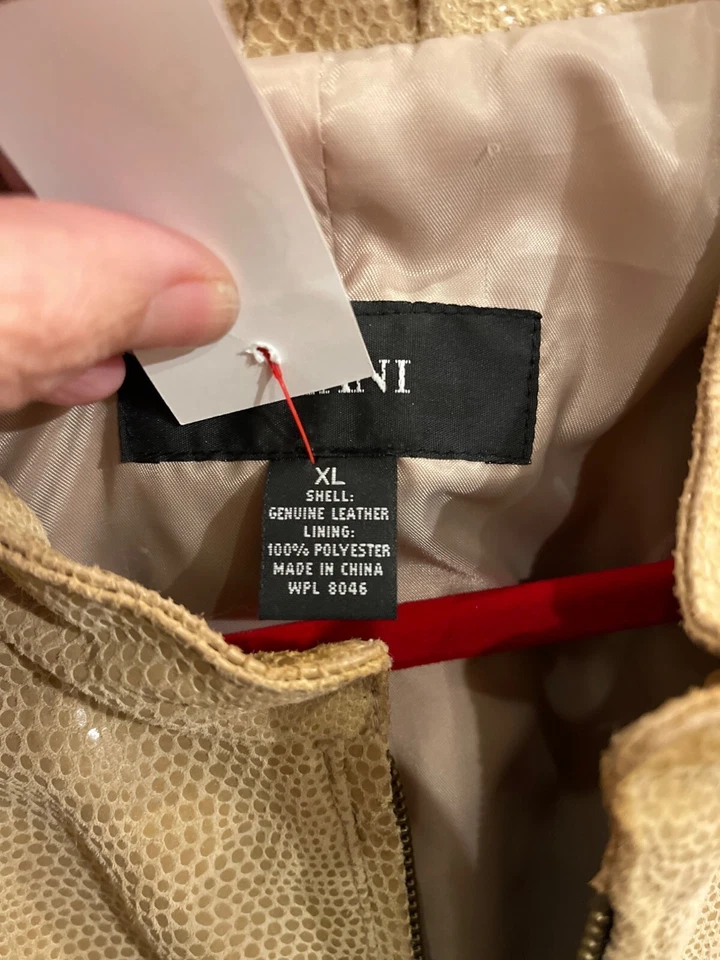 XL
SHELL:
GENUINE LEATHER
LINING:
100% POLYESTER
MADE IN CHINA
WPL 8046